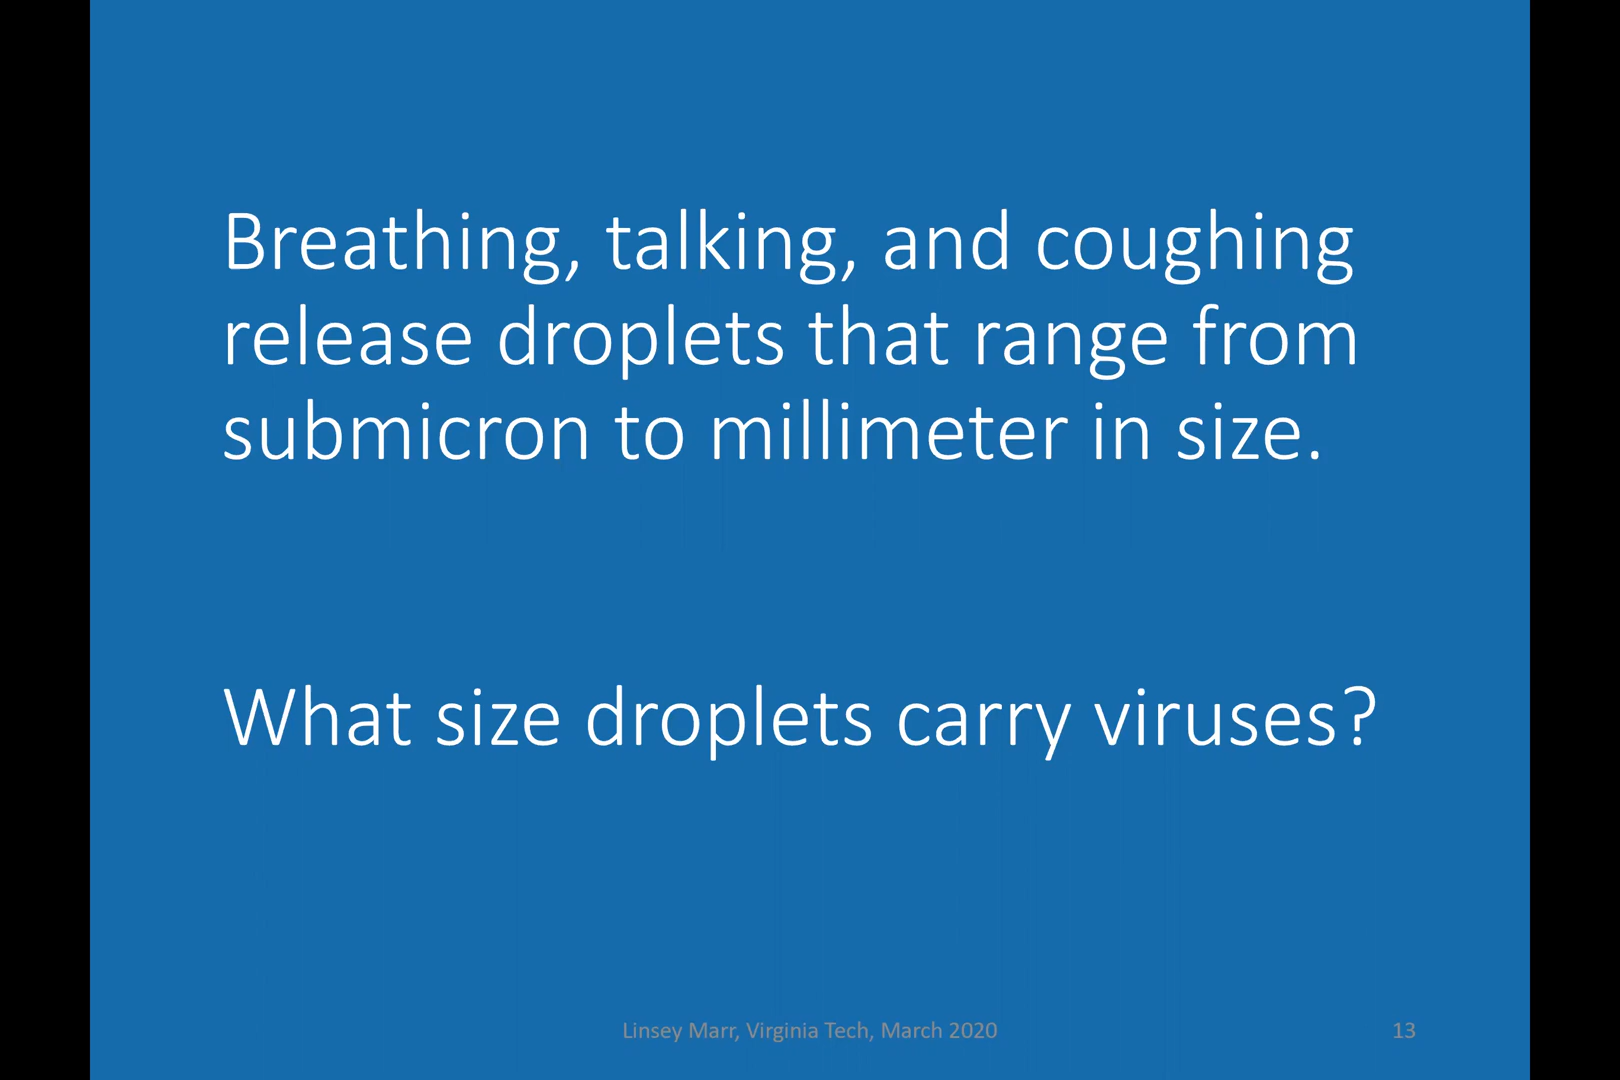 Breathing, talking, and coughing
release droplets that range from
submicron to millimeter in size.
What size droplets carry viruses?
Linsey Marr, Virginia Tech, March 2020
13